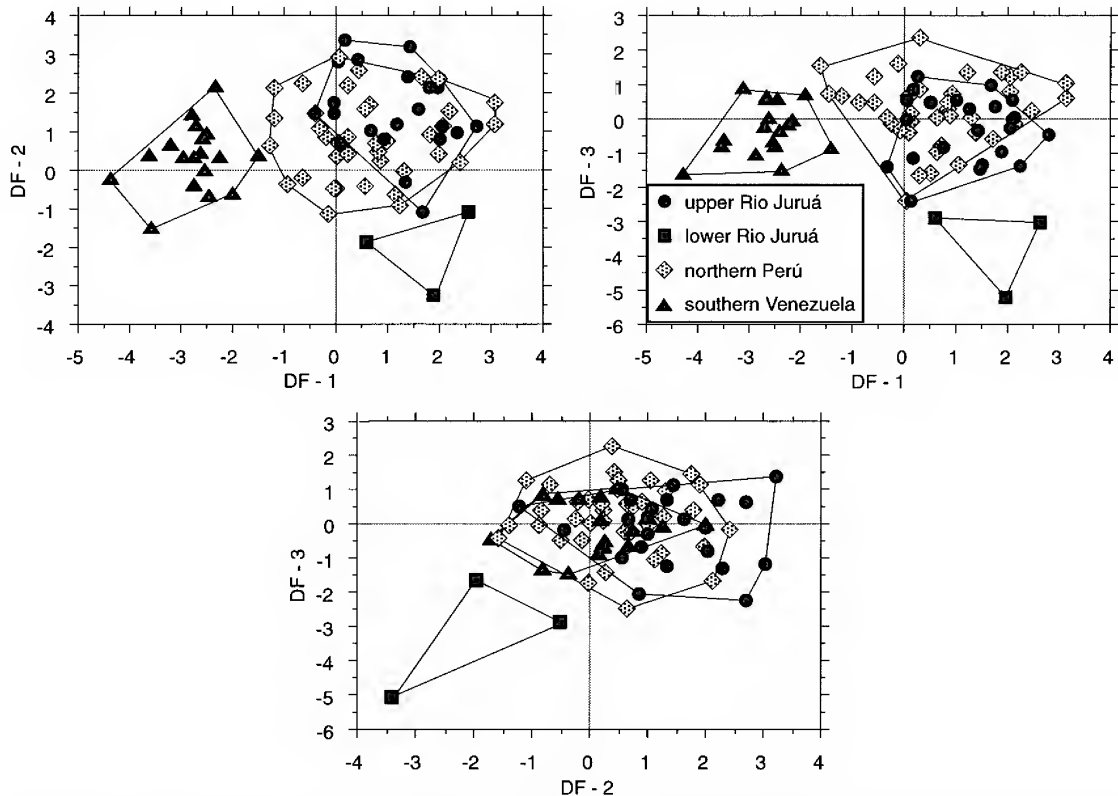 4
3
2
1
0
-1
-2
-3
-4
DF - 2
-5 -4 -3 -2 -1 0 1 2 3 4
DF - 1
3
2
1
0
-1
-2
-3
-4
-5
-6
DF - 3
-5 -4 -3 -2 -1 0 1 2 3 4
DF - 1
upper Rio Juruá
lower Rio Juruá
northern Perú
southern Venezuela
3
2
1
0
-1
-2
-3
-4
-5
-6
DF - 3
-4 -3 -2 -1 0 1 2 3 4
DF - 2